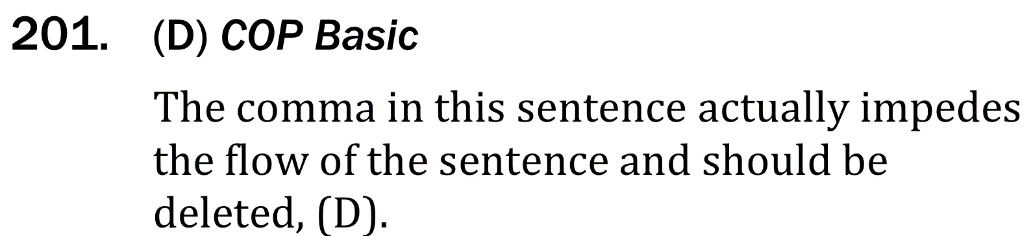 201. (D) COP Basic
The comma in this sentence actually impedes
the flow of the sentence and should be
deleted, (D).